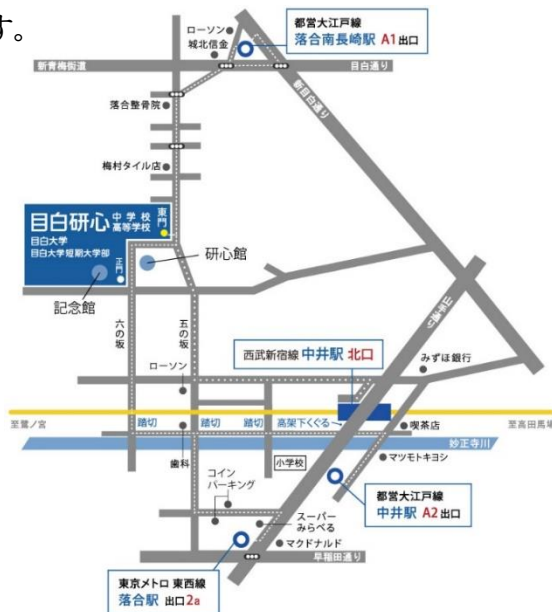 す。
ローソン
城北信金
都営大江戸線
落合南長崎駅 A1 出口
新青梅街道
目白通り
落合整骨院
新目白通り
梅村タイル店
目白研心 中学校 高等学校
目白大学
目白大学短期大学部
東門
正門
研心館
記念館
六の坂
五の坂
山手通り
西武新宿線 中井駅 北口
みずほ銀行
ローソン
至鷺ノ宮
踏切
踏切
踏切
高架下くぐる
喫茶店
至高田馬場
妙正寺川
歯科
小学校
マツモトキヨシ
コイン
パーキング
都営大江戸線
中井駅 A2 出口
スーパー
みらべる
マクドナルド
早稲田通り
東京メトロ 東西線
落合駅 出口2a